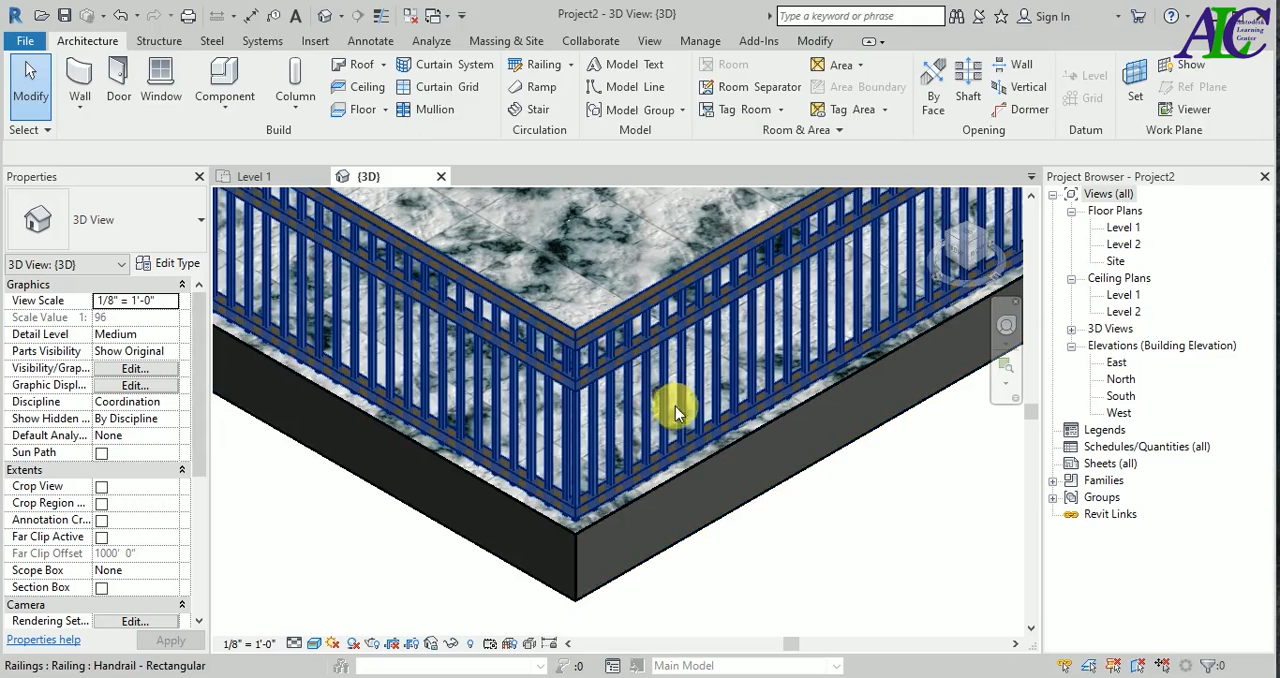 Project2 - 3D View: {3D}
Type a keyword or phrase
Sign In
AlC
Autodesk
Learning
Center
File
Architecture
Structure
Steel
Systems
Insert
Annotate
Analyze
Massing & Site
Collaborate
View
Manage
Add-Ins
Modify
Modify
Wall
Door
Window
Component
Column
Roof
Ceiling
Floor
Curtain System
Curtain Grid
Mullion
Railing
Ramp
Stair
Model Text
Model Line
Model Group
Room
Room Separator
Tag Room
Area
Area Boundary
Tag Area
By
Face
Shaft
Wall
Vertical
Dormer
Level
Grid
Set
Show
Ref Plane
Viewer
Select
Build
Circulation
Model
Room & Area
Opening
Datum
Work Plane
Properties
3D View
3D View: {3D}
Edit Type
Graphics
View Scale 1/8" = 1'-0"
Scale Value 1: 96
Detail Level Medium
Parts Visibility Show Original
Visibility/Grap... Edit...
Graphic Displ... Edit...
Discipline Coordination
Show Hidden ... By Discipline
Default Analy... None
Sun Path
Extents
Crop View
Crop Region ...
Annotation Cr...
Far Clip Active
Far Clip Offset 1000' 0"
Scope Box None
Section Box
Camera
Rendering Set... Edit...
Properties help
Apply
Level 1
{3D}
1/8" = 1'-0"
Project Browser - Project2
Views (all)
Floor Plans
Level 1
Level 2
Site
Ceiling Plans
Level 1
Level 2
3D Views
Elevations (Building Elevation)
East
North
South
West
Legends
Schedules/Quantities (all)
Sheets (all)
Families
Groups
Revit Links
Railings : Railing : Handrail - Rectangular
:0
Main Model
:0